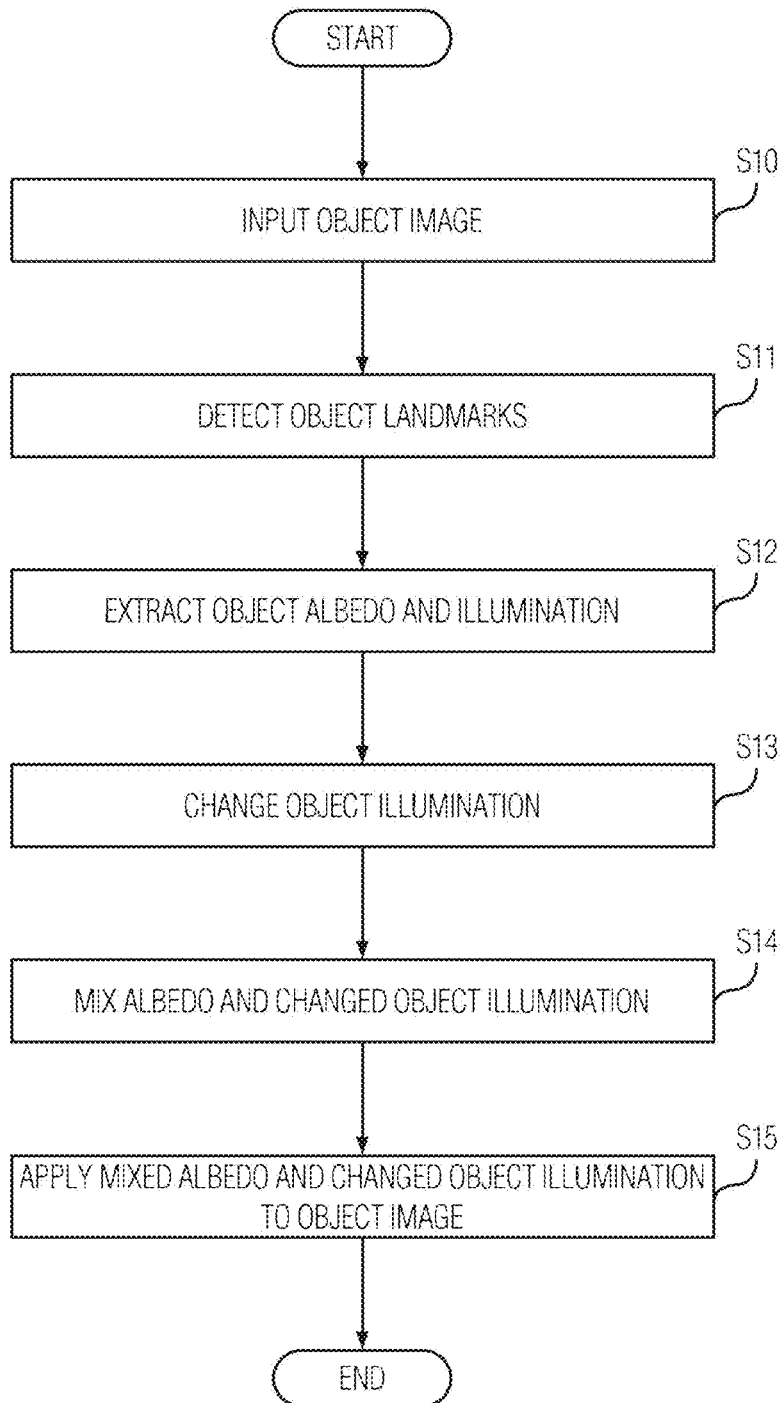 START
S10
INPUT OBJECT IMAGE
S11
DETECT OBJECT LANDMARKS
S12
EXTRACT OBJECT ALBEDO AND ILLUMINATION
S13
CHANGE OBJECT ILLUMINATION
S14
MIX ALBEDO AND CHANGED OBJECT ILLUMINATION
S15
APPLY MIXED ALBEDO AND CHANGED OBJECT ILLUMINATION
TO OBJECT IMAGE
END